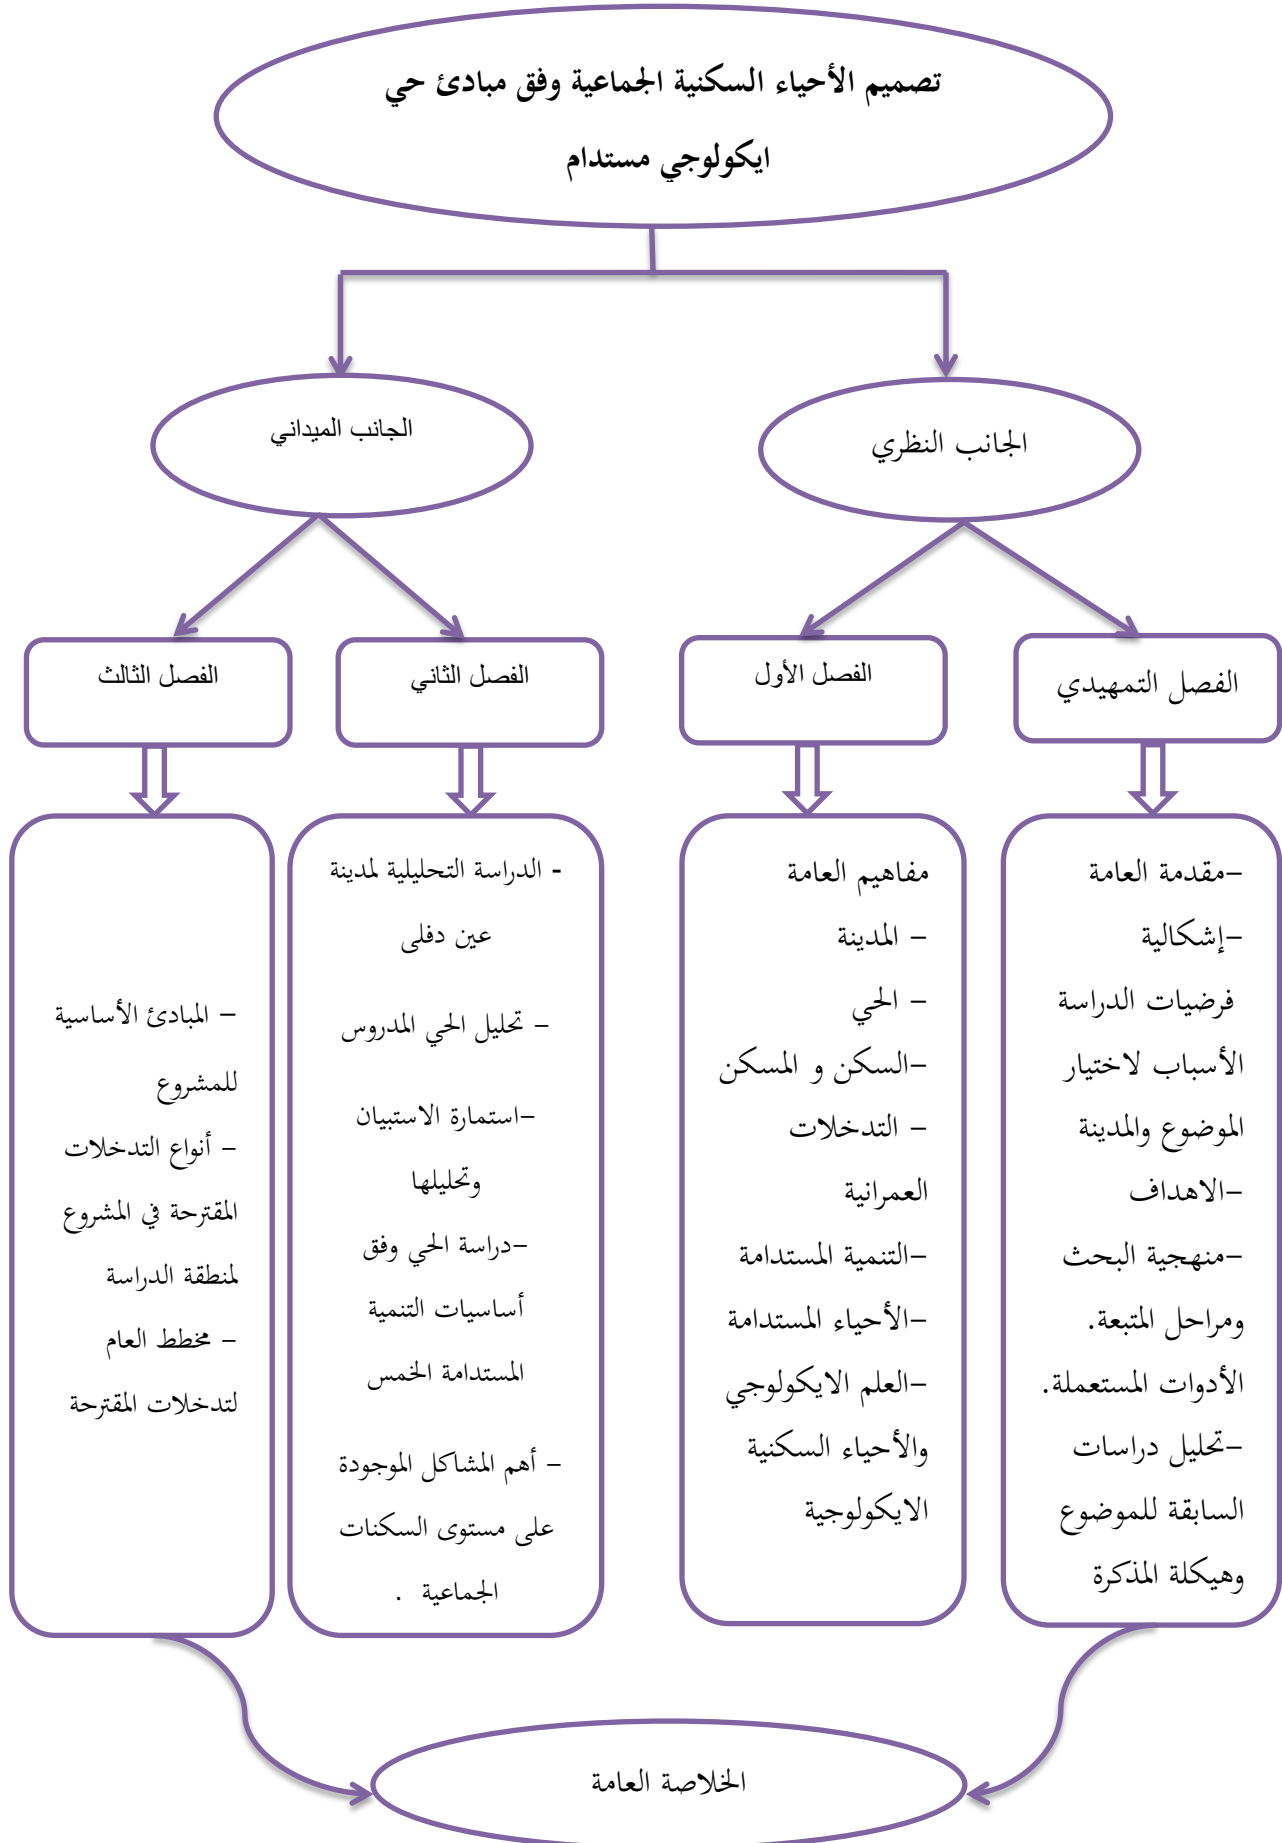 تصميم الأحياء السكنية الجماعية وفق مبادئ حي
ايكولوجي مستدام
الجانب النظري
الجانب الميداني
الفصل التمهيدي
الفصل الأول
الفصل الثاني
الفصل الثالث
-مقدمة العامة
-إشكالية
فرضيات الدراسة
الأسباب لاختيار
الموضوع والمدينة
-الاهداف
-منهجية البحث
ومراحل المتبعة.
الأدوات المستعملة.
-تحليل دراسات
السابقة للموضوع
وهيكلة المذكرة
مفاهيم العامة
- المدينة
- الحي
-السكن و المسكن
- التدخلات
العمرانية
-التنمية المستدامة
-الأحياء المستدامة
-العلم الايكولوجي
والأحياء السكنية
الايكولوجية
- الدراسة التحليلية لمدينة
عين دفلى
- تحليل الحي المدروس
-استمارة الاستبيان
وتحليلها
-دراسة الحي وفق
أساسيات التنمية
المستدامة الخمس
- أهم المشاكل الموجودة
على مستوى السكنات
الجماعية .
- المبادئ الأساسية
للمشروع
- أنواع التدخلات
المقترحة في المشروع
لمنطقة الدراسة
- مخطط العام
لتدخلات المقترحة
الخلاصة العامة